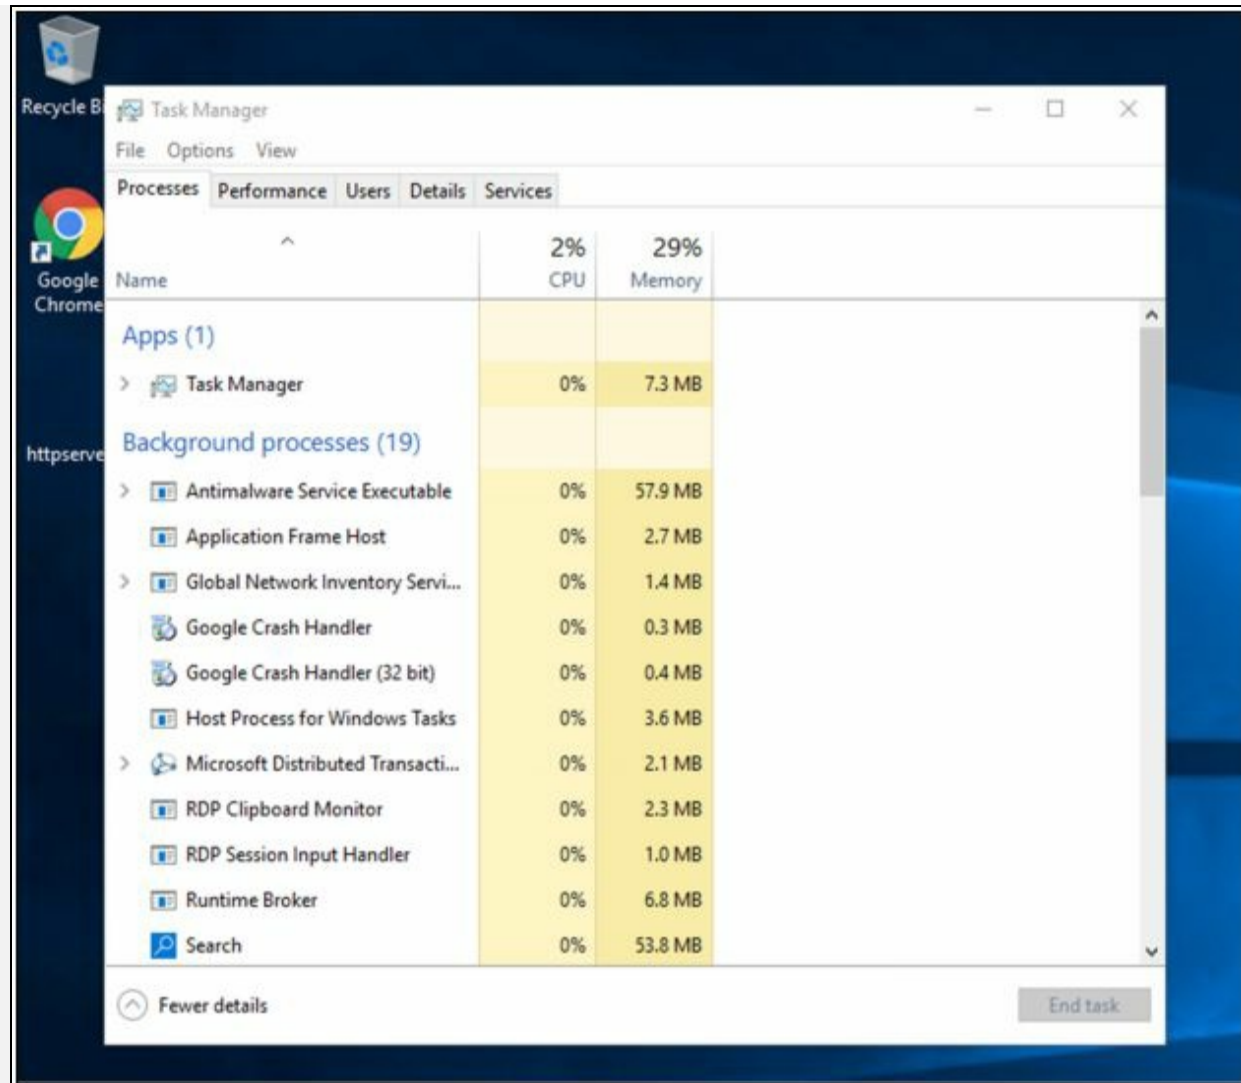 Recycle Bi
Task Manager
File Options View
Processes Performance Users Details Services
2% 29%
Name CPU Memory
Google
Chrome
Apps (1)
Task Manager 0% 7.3 MB
Background processes (19)
httpserve
Antimalware Service Executable 0% 57.9 MB
Application Frame Host 0% 2.7 MB
Global Network Inventory Servi... 0% 1.4 MB
Google Crash Handler 0% 0.3 MB
Google Crash Handler (32 bit) 0% 0.4 MB
Host Process for Windows Tasks 0% 3.6 MB
Microsoft Distributed Transacti... 0% 2.1 MB
RDP Clipboard Monitor 0% 2.3 MB
RDP Session Input Handler 0% 1.0 MB
Runtime Broker 0% 6.8 MB
Search 0% 53.8 MB
Fewer details End task